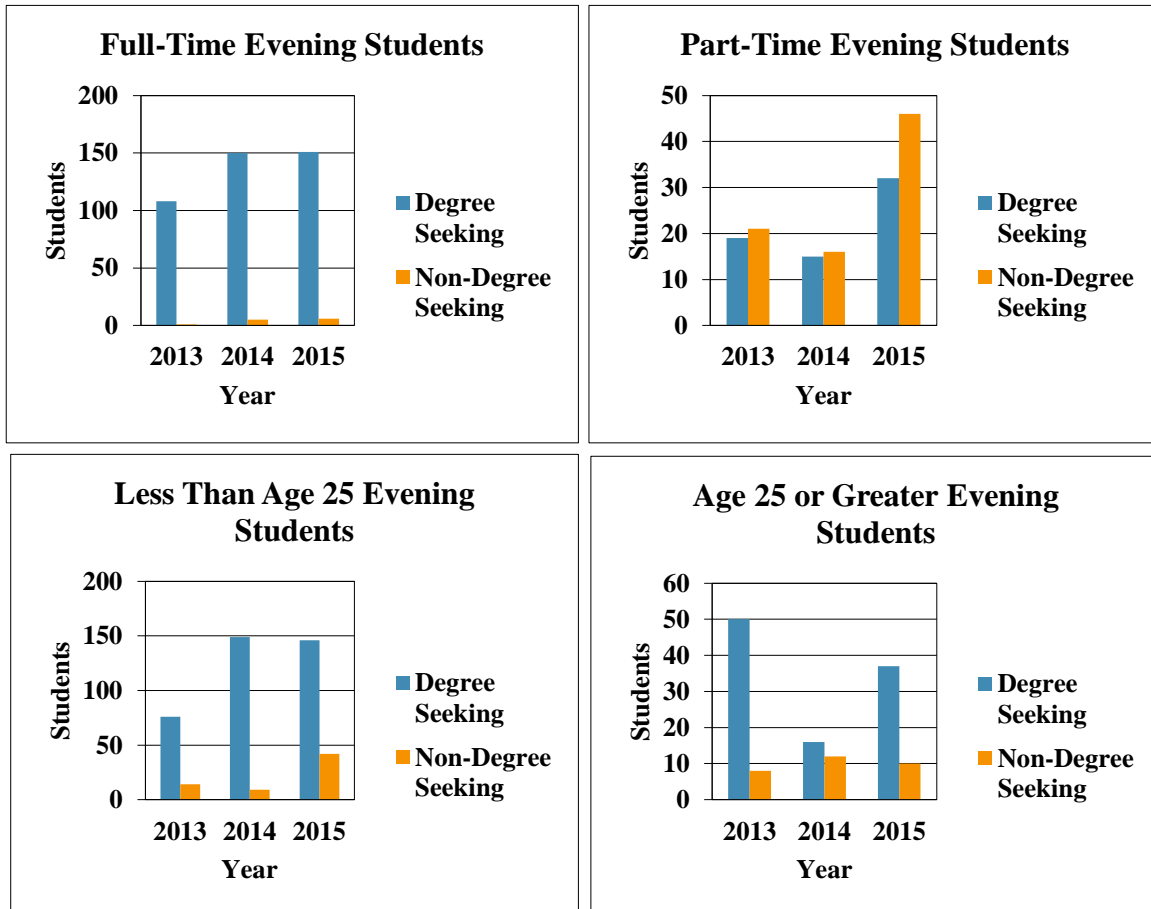 Full-Time Evening Students
200
150
100
50
0
Students
2013 2014 2015
Year
Degree
Seeking
Non-Degree
Seeking
Part-Time Evening Students
50
40
30
20
10
0
Students
2013 2014 2015
Year
Degree
Seeking
Non-Degree
Seeking
Less Than Age 25 Evening
Students
200
150
100
50
0
Students
2013 2014 2015
Year
Degree
Seeking
Non-Degree
Seeking
Age 25 or Greater Evening
Students
60
50
40
30
20
10
0
Students
2013 2014 2015
Year
Degree
Seeking
Non-Degree
Seeking